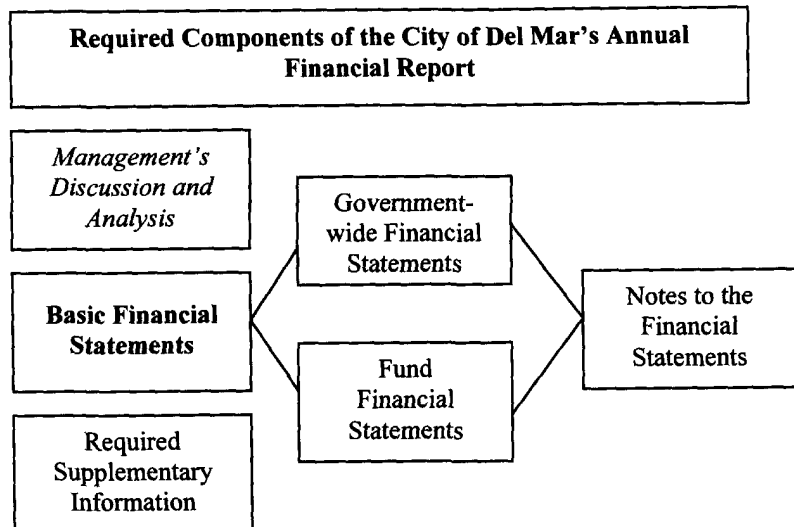 Required Components of the City of Del Mar's Annual
Financial Report
Management's
Discussion and
Analysis
Government-
wide Financial
Statements
Basic Financial
Statements
Notes to the
Financial
Statements
Fund
Financial
Statements
Required
Supplementary
Information